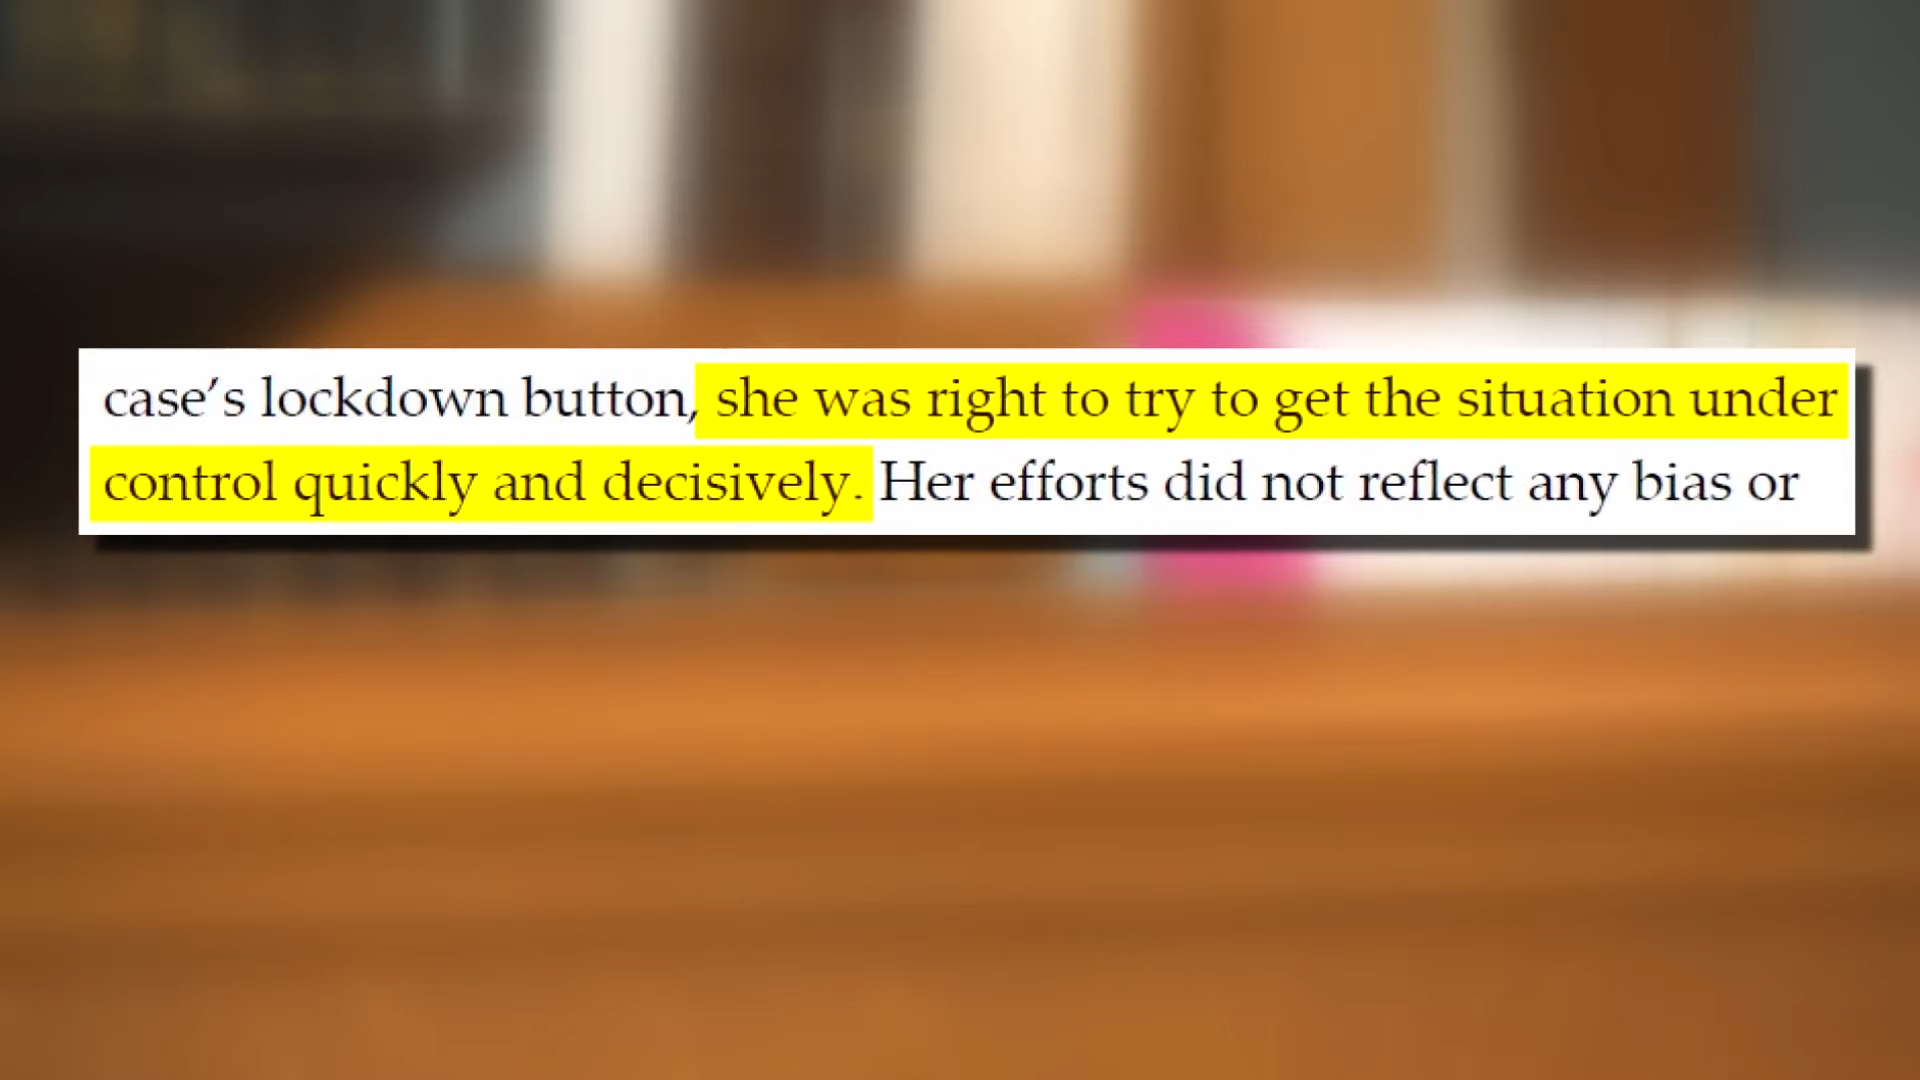 case’s lockdown button, she was right to try to get the situation under
control quickly and decisively. Her efforts did not reflect any bias or